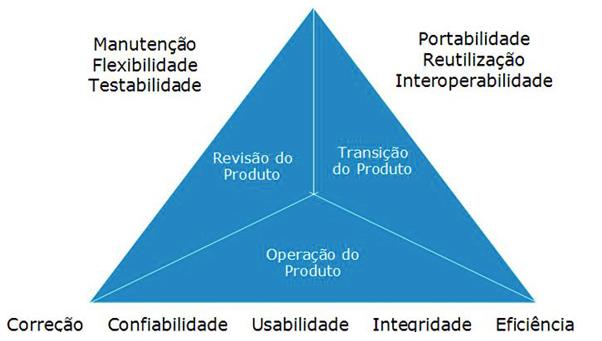 Manutenção
Flexibilidade
Testabilidade
Portabilidade
Reutilização
Interoperabilidade
Revisão do
Produto
Transição
do Produto
Operação do
Produto
Correção Confiabilidade Usabilidade Integridade Eficiência